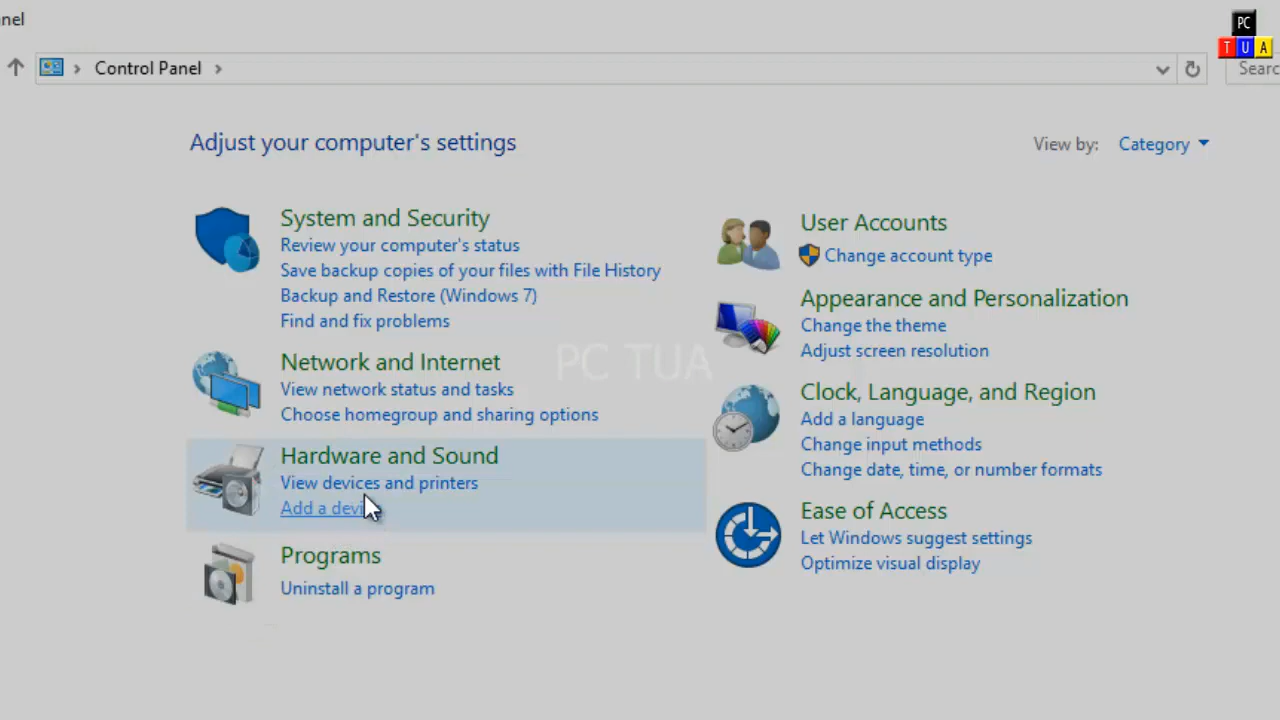 nel
PC
TUA
Control Panel
Searc
Adjust your computer's settings
View by: Category
System and Security
Review your computer's status
Save backup copies of your files with File History
Backup and Restore (Windows 7)
Find and fix problems
Network and Internet
View network status and tasks
Choose homegroup and sharing options
Hardware and Sound
View devices and printers
Add a devi
Programs
Uninstall a program
User Accounts
Change account type
Appearance and Personalization
Change the theme
Adjust screen resolution
Clock, Language, and Region
Add a language
Change input methods
Change date, time, or number formats
Ease of Access
Let Windows suggest settings
Optimize visual display
PC TUA